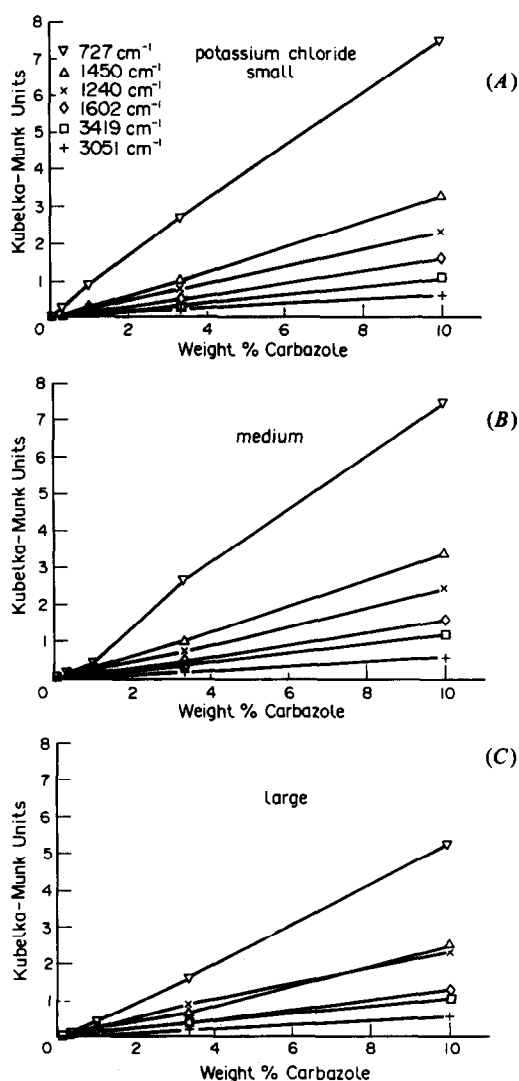 8
potassium chloride
small
(A)
7
▽ 727 cm⁻¹
△ 1450 cm⁻¹
× 1240 cm⁻¹
◇ 1602 cm⁻¹
□ 3419 cm⁻¹
+ 3051 cm⁻¹
6
5
4
3
2
1
Kubelka-Munk Units
0 2 4 6 8 10
Weight % Carbazole
8
(B)
medium
7
6
5
4
3
2
1
Kubelka-Munk Units
0 2 4 6 8 10
Weight % Carbazole
8
(C)
large
7
6
5
4
3
2
1
Kubelka-Munk Units
0 2 4 6 8 10
Weight % Carbazole